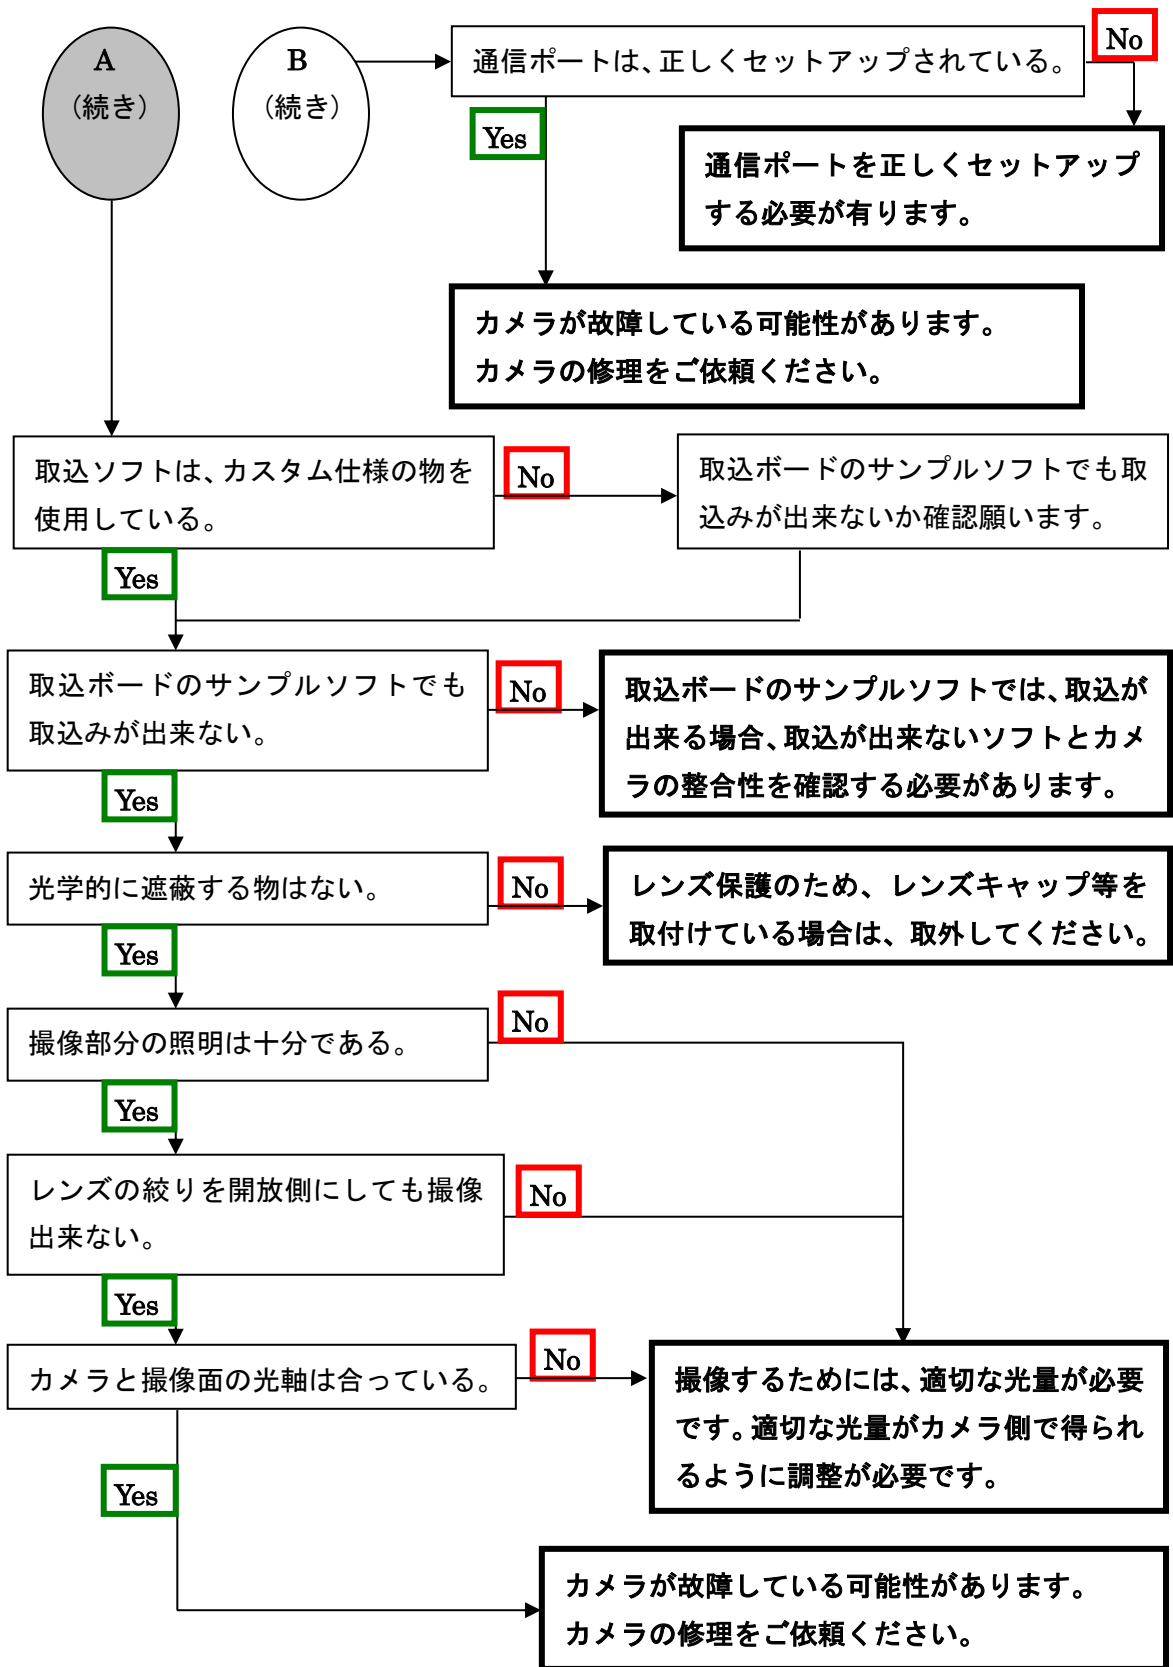 A
（続き）
B
（続き）
通信ポートは、正しくセットアップされている。
No
Yes
通信ポートを正しくセットアップ
する必要が有ります。
カメラが故障している可能性があります。
カメラの修理をご依頼ください。
取込ソフトは、カスタム仕様の物を
使用している。
No
取込ボードのサンプルソフトでも取
込みが出来ないか確認願います。
Yes
取込ボードのサンプルソフトでも
取込みが出来ない。
No
取込ボードのサンプルソフトでは、取込が
出来る場合、取込が出来ないソフトとカメ
ラの整合性を確認する必要があります。
Yes
光学的に遮蔽する物はない。
No
レンズ保護のため、レンズキャップ等を
取付けている場合は、取外してください。
Yes
撮像部分の照明は十分である。
No
Yes
レンズの絞りを開放側にしても撮像
出来ない。
No
Yes
カメラと撮像面の光軸は合っている。
No
撮像するためには、適切な光量が必要
です。適切な光量がカメラ側で得られ
るように調整が必要です。
Yes
カメラが故障している可能性があります。
カメラの修理をご依頼ください。